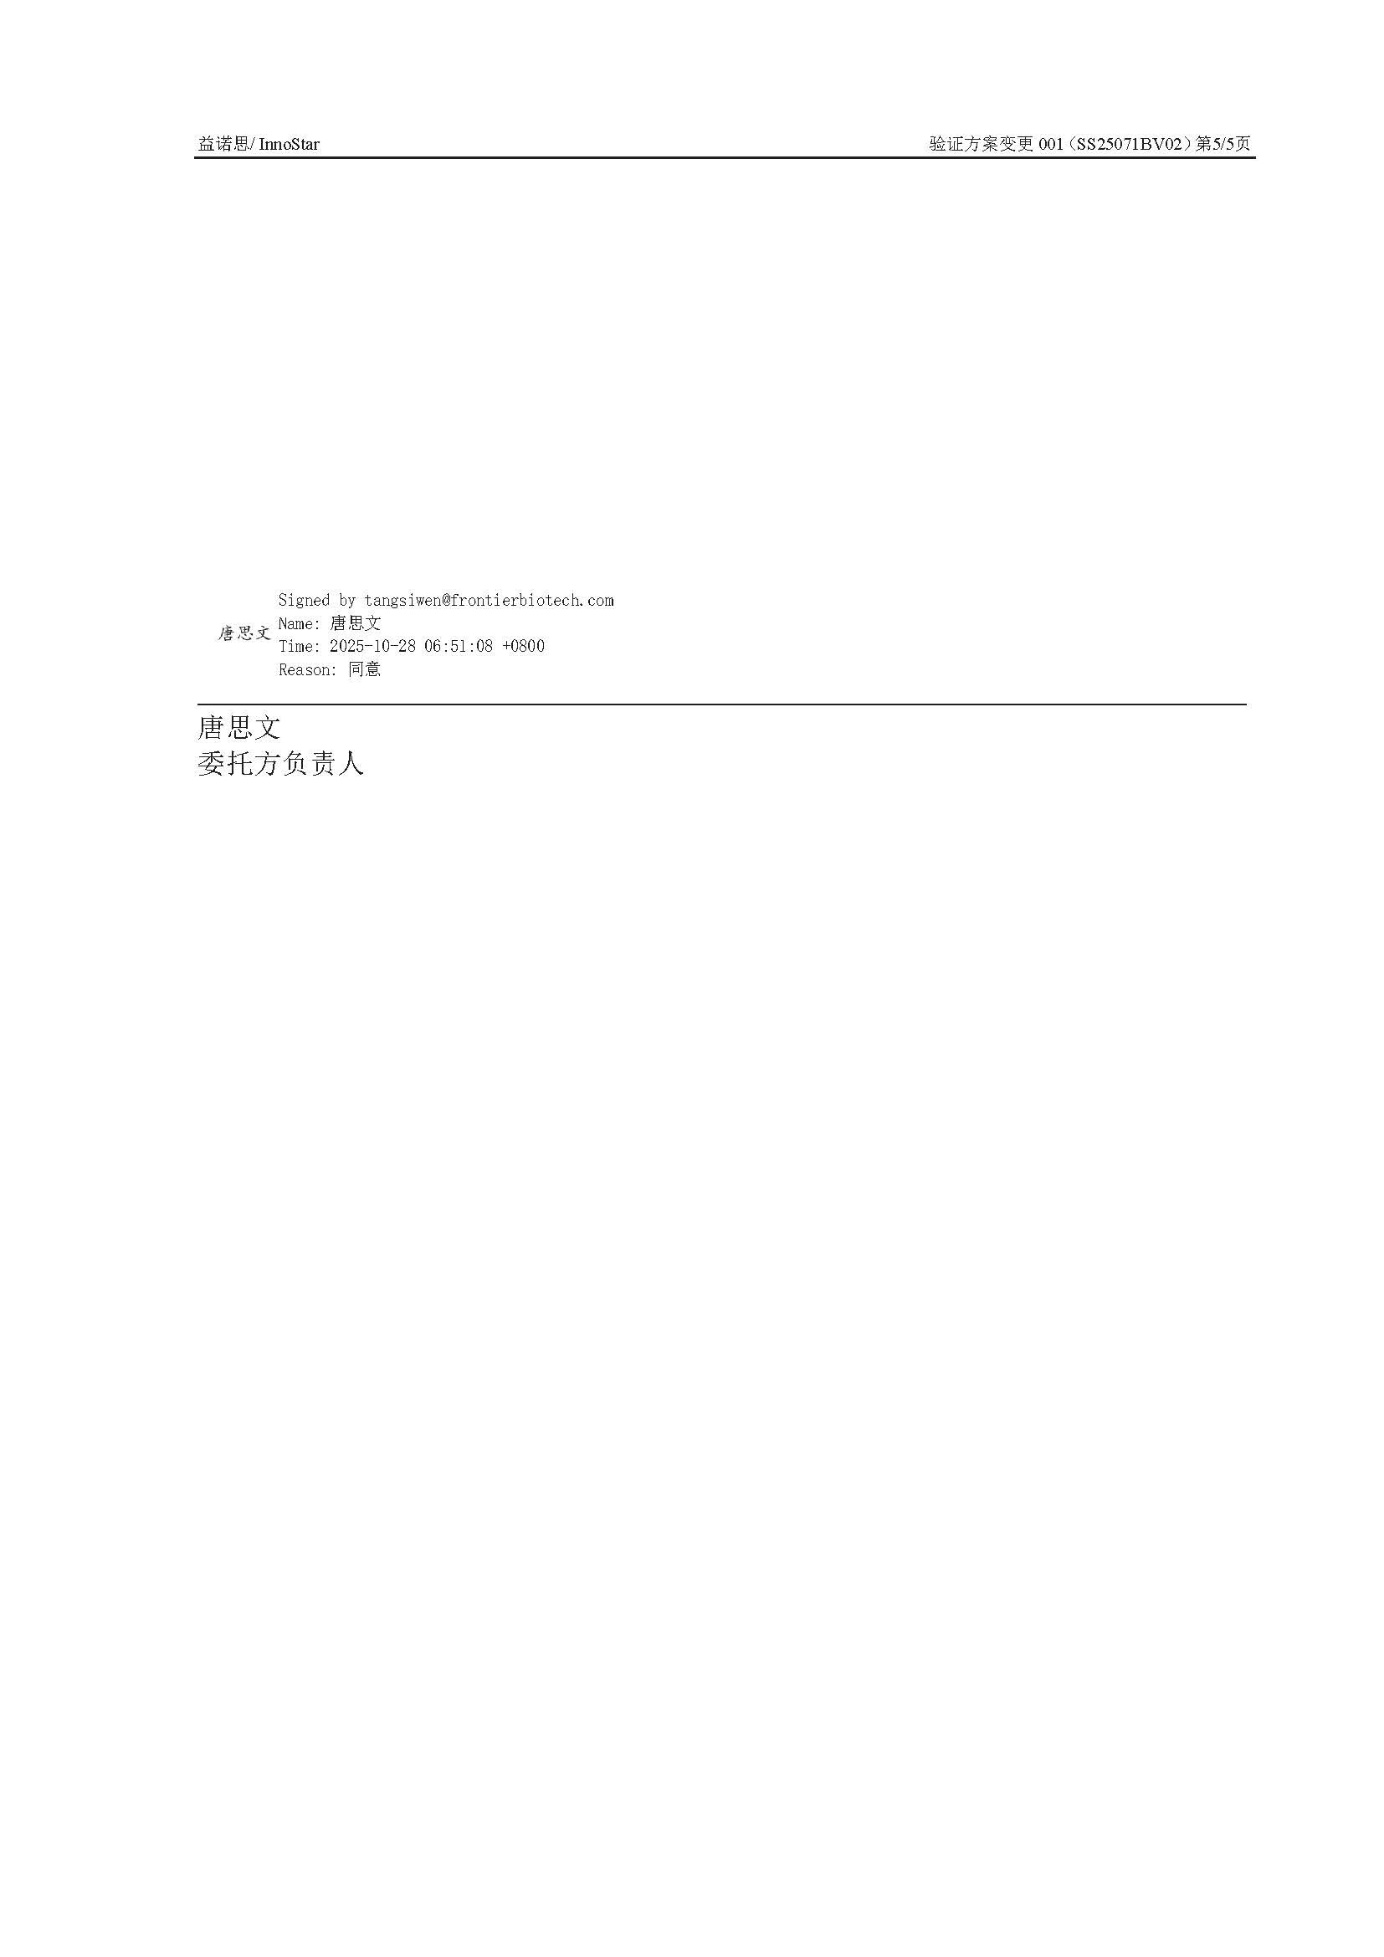 益诺思/ InnoStar
验证方案变更 001（SS25071BV02）第5/5页
Signed by tangsiwen@frontierbiotech.com
唐思文
Name: 唐思文
Time: 2025-10-28 06:51:08 +0800
Reason: 同意
唐思文
委托方负责人